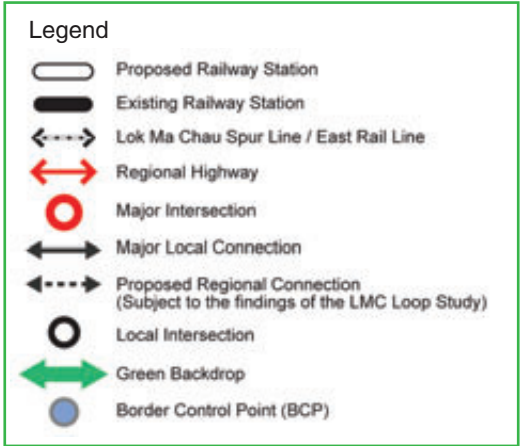 Legend
Proposed Railway Station
Existing Railway Station
Lok Ma Chau Spur Line / East Rail Line
Regional Highway
Major Intersection
Major Local Connection
Proposed Regional Connection
(Subject to the findings of the LMC Loop Study)
Local Intersection
Green Backdrop
Border Control Point (BCP)